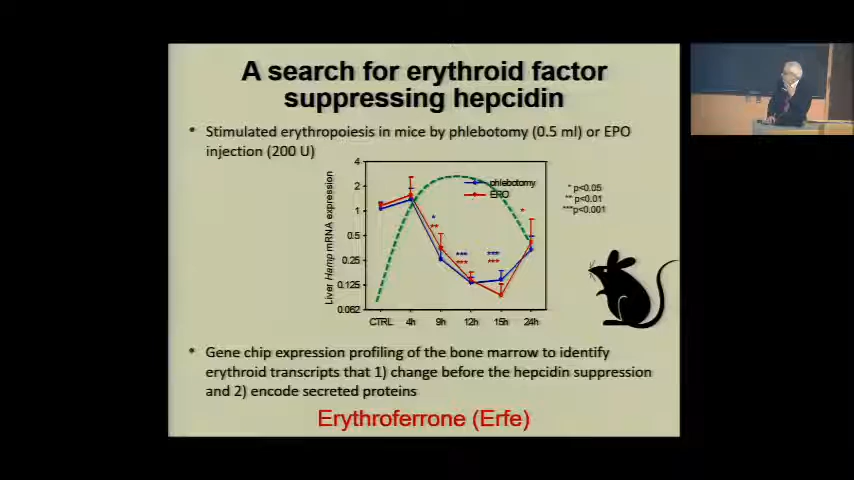 A search for erythroid factor
suppressing hepcidin
• Stimulated erythropoiesis in mice by phlebotomy (0.5 ml) or EPO
injection (200 U)
Liver Hamp mRNA expression
4
2
1
0.5
0.25
0.125
0.062
phlebotomy
EPO
*
**
***
***
***
***
*
CTRL 4h 9h 12h 15h 24h
* p<0.05
** p<0.01
***p<0.001
• Gene chip expression profiling of the bone marrow to identify
erythroid transcripts that 1) change before the hepcidin suppression
and 2) encode secreted proteins
Erythroferrone (Erfe)